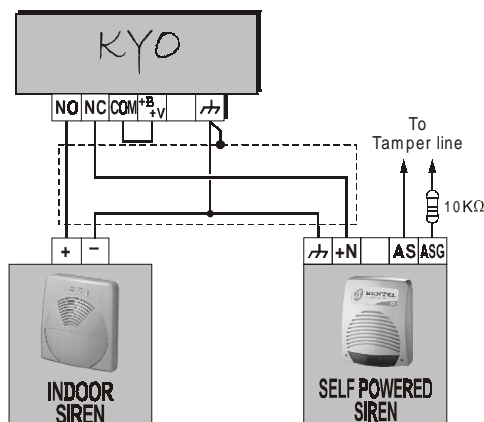 KYO
NO NC COM +B +V
To
Tamper line
10KΩ
+ -
+N AS ASG
BENTEL
INDOOR
SIREN
SELF POWERED
SIREN